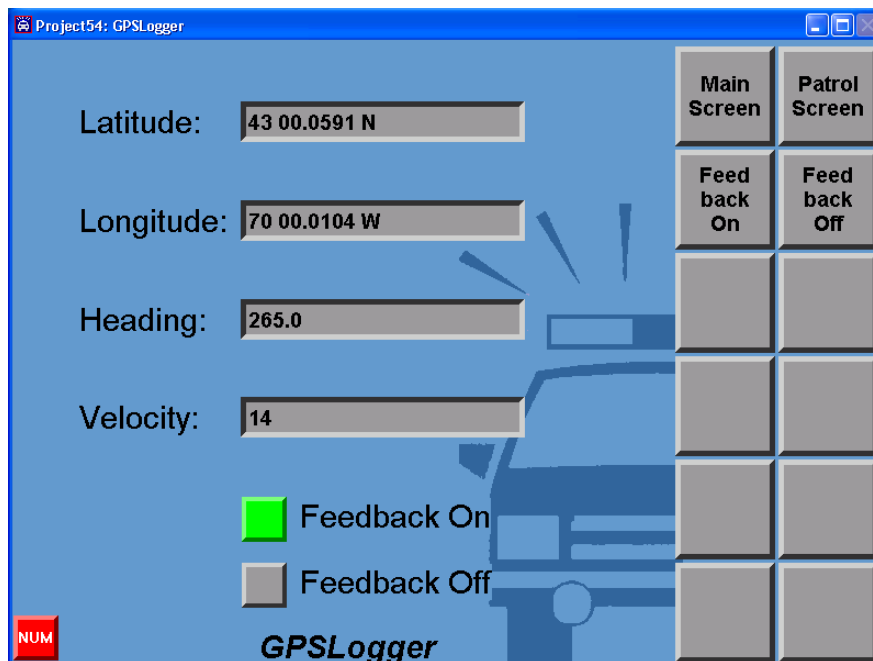 Project54: GPSLogger
Latitude:
43 00.0591 N
Longitude:
70 00.0104 W
Heading:
265.0
Velocity:
14
Feedback On
Feedback Off
GPSLogger
NUM
Main
Screen
Patrol
Screen
Feed
back
On
Feed
back
Off